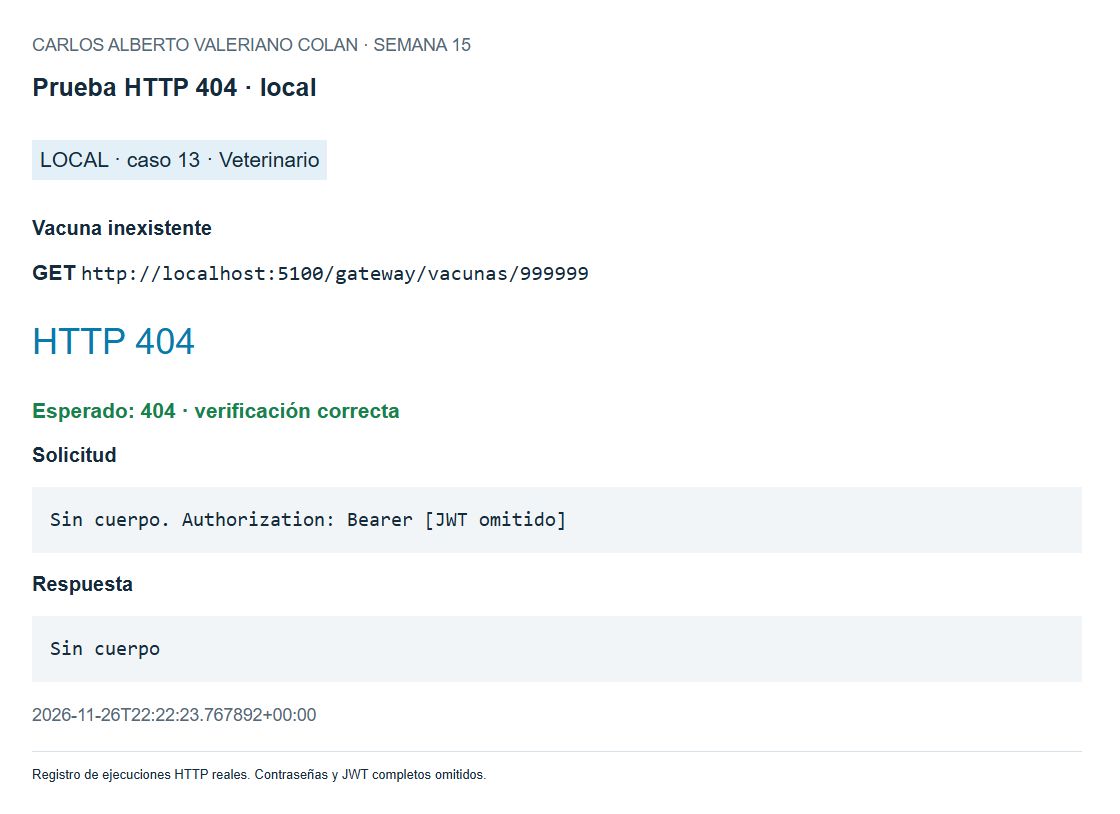 CARLOS ALBERTO VALERIANO COLAN · SEMANA 15
Prueba HTTP 404 · local
LOCAL · caso 13 · Veterinario
Vacuna inexistente
GET http://localhost:5100/gateway/vacunas/999999
HTTP 404
Esperado: 404 · verificación correcta
Solicitud
Sin cuerpo. Authorization: Bearer [JWT omitido]
Respuesta
Sin cuerpo
2026-11-26T22:22:23.767892+00:00
Registro de ejecuciones HTTP reales. Contraseñas y JWT completos omitidos.